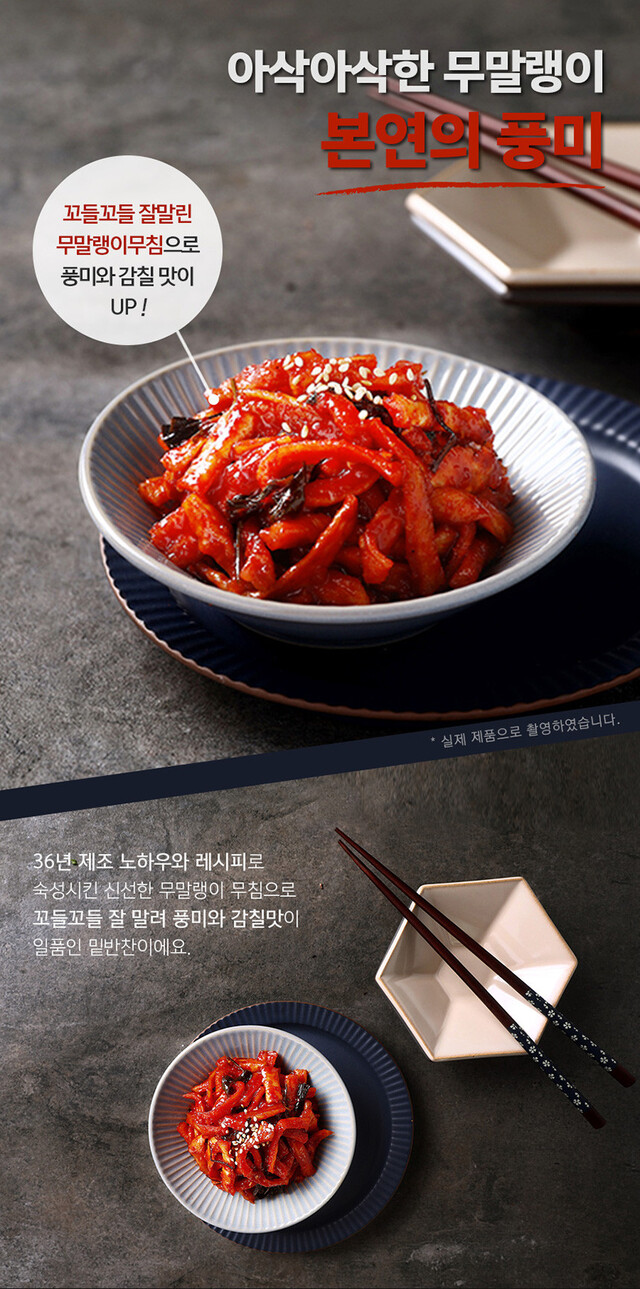 아삭아삭한 무말랭이
본연의 풍미
꼬들꼬들 잘말린
무말랭이무침으로
풍미와 감칠 맛이
UP !
* 실제 제품으로 촬영하였습니다.
36년 제조 노하우와 레시피로
숙성시킨 신선한 무말랭이 무침으로
꼬들꼬들 잘 말려 풍미와 감칠맛이
일품인 밑반찬이에요.